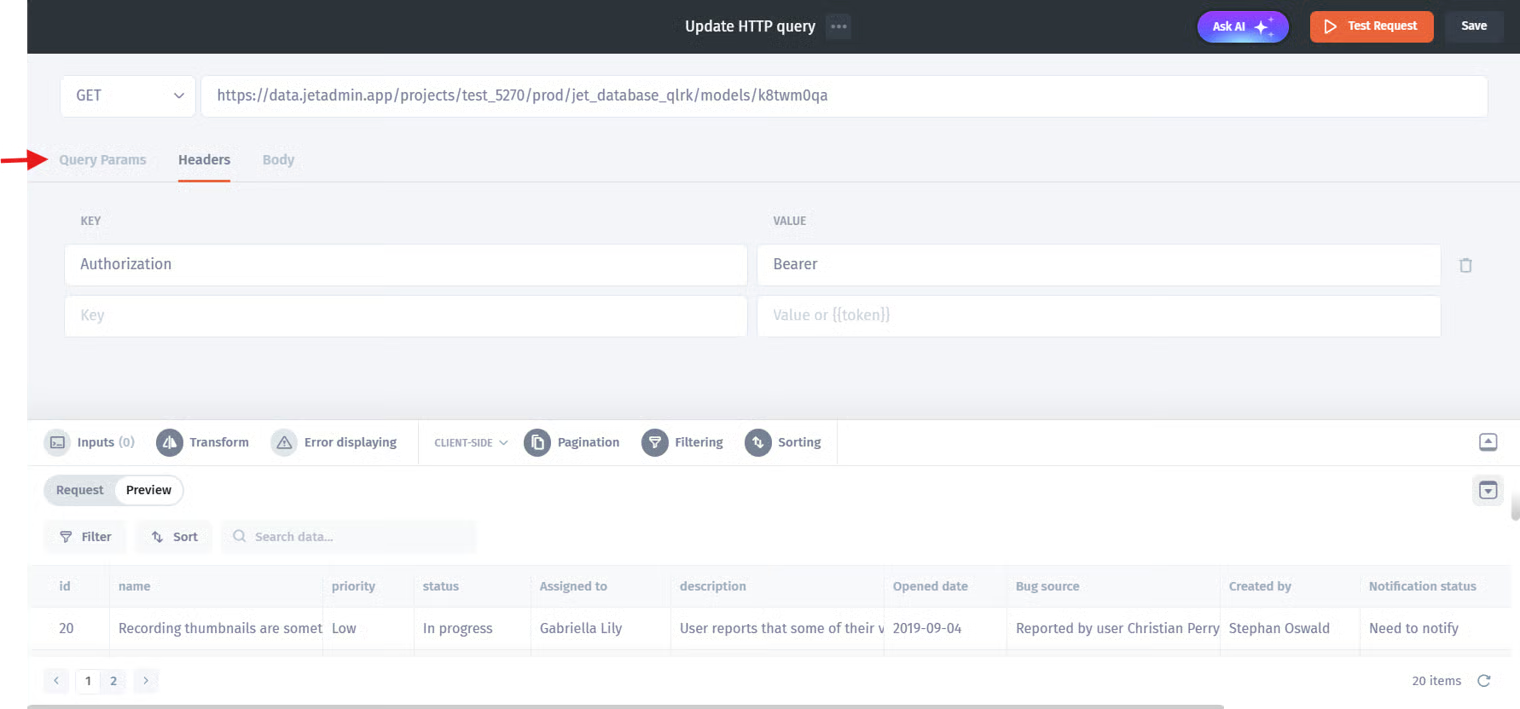 Update HTTP query
Ask AI
Test Request
Save
GET
https://data.jetadmin.app/projects/test_5270/prod/jet_database_qlrk/models/k8twm0qa
Query Params Headers Body
KEY VALUE
Authorization Bearer
Key Value or {{token}}
Inputs (0) Transform Error displaying CLIENT-SIDE Pagination Filtering Sorting
Request Preview
Filter Sort Search data...
id name priority status Assigned to description Opened date Bug source Created by Notification status
20 Recording thumbnails are somet Low In progress Gabriella Lily User reports that some of their v 2019-09-04 Reported by user Christian Perry Stephan Oswald Need to notify
1 2 20 items